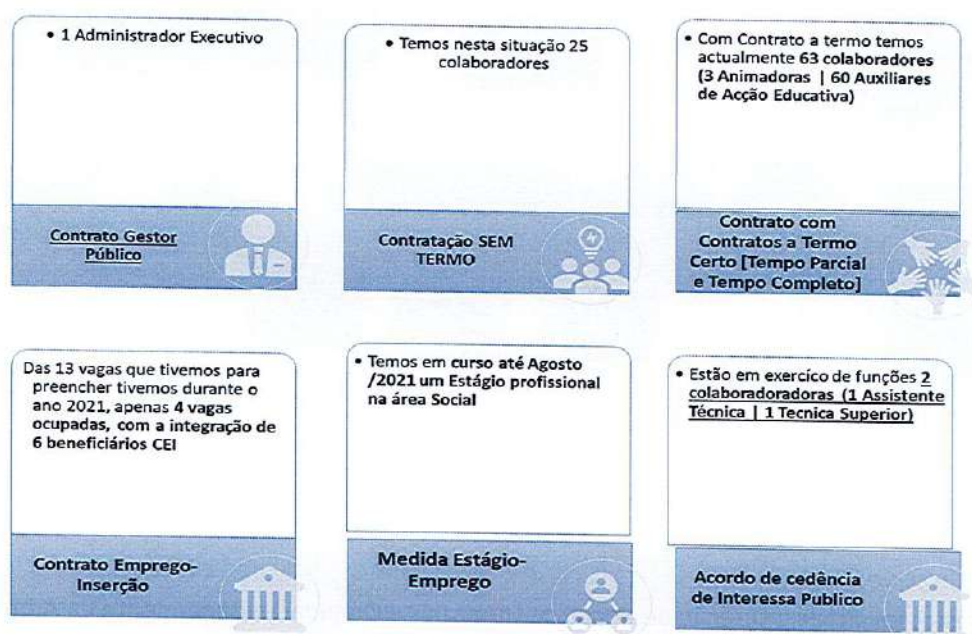 • 1 Administrador Executivo
Contrato Gestor
Público
• Temos nesta situação 25
colaboradores
Contratação SEM
TERMO
• Com Contrato a termo temos
actualmente 63 colaboradores
(3 Animadoras | 60 Auxiliares
de Acção Educativa)
Contrato com
Contratos a Termo
Certo [Tempo Parcial
e Tempo Completo]
Das 13 vagas que tivemos para
preencher tivemos durante o
ano 2021, apenas 4 vagas
ocupadas, com a integração de
6 beneficiários CEI
Contrato Emprego-
Inserção
• Temos em curso até Agosto
/2021 um Estágio profissional
na área Social
Medida Estágio-
Emprego
• Estão em exercíco de funções 2
colaboradoradoras (1 Assistente
Técnica | 1 Tecnica Superior)
Acordo de cedência
de Interessa Publico